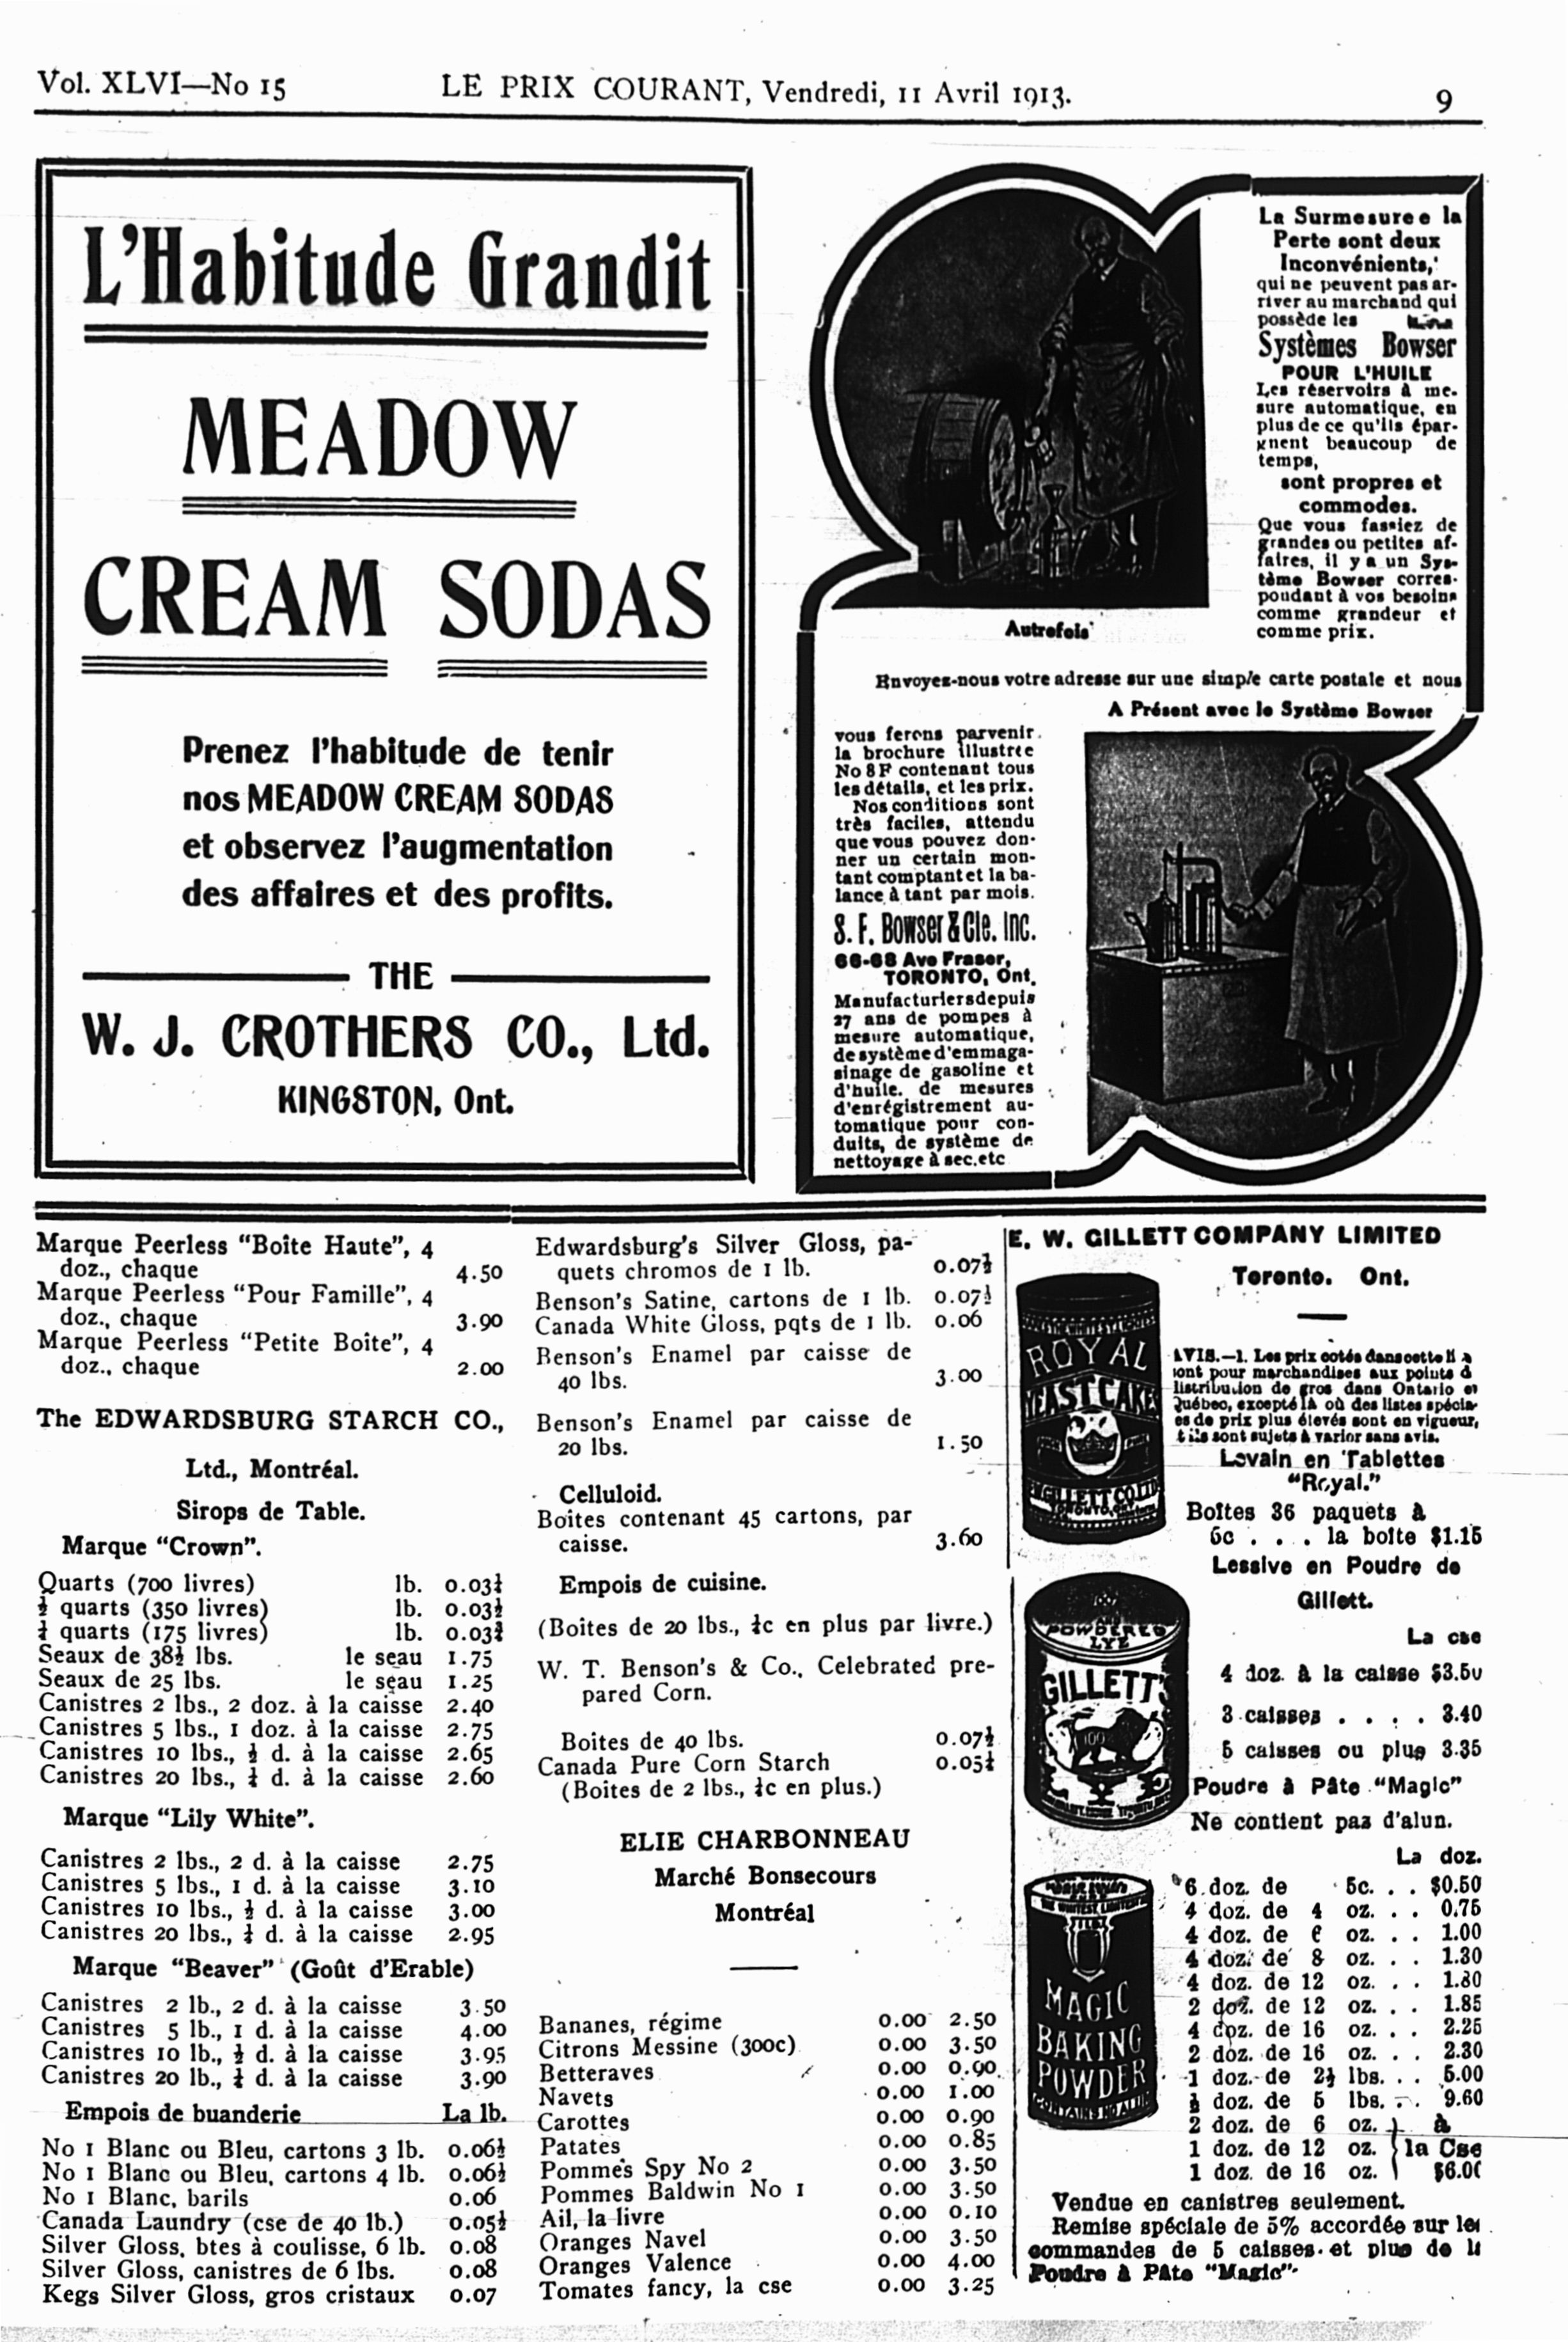 Vol. XLVI—No 15
LE PRIX COURANT, Vendredi, 11 Avril 1913.
9
L'Habitude Grandit
MEADOW
CREAM SODAS
Prenez l'habitude de tenir
nos MEADOW CREAM SODAS
et observez l'augmentation
des affaires et des profits.
THE
W. J. CROTHERS CO., Ltd.
KINGSTON, Ont.
La Surmesure e la
Perte sont deux
Inconvénients,
qui ne peuvent pas ar-
river au marchand qui
possède les
Systèmes Bowser
POUR L'HUILE
Les réservoirs à me-
sure automatique, en
plus de ce qu'ils épar-
gnent beaucoup de
temps,
sont propres et
commodes.
Que vous fassiez de
grandes ou petites af-
faires, il y a un Sys-
tème Bowser corres-
pondant à vos besoins
comme grandeur et
comme prix.
Autrefois
Envoyez-nous votre adresse sur une simple carte postale et nous
A Présent avec le Système Bowser
vous ferons parvenir
la brochure illustrée
No 8F contenant tous
les détails, et les prix.
Nos conditions sont
très faciles, attendu
que vous pouvez don-
ner un certain mon-
tant comptant et la ba-
lance à tant par mois.
S. F. Bowser & Cie. Inc.
66-68 Ave Fraser,
TORONTO, Ont.
Manufacturiers depuis
27 ans de pompes à
mesure automatique,
de système d'emmaga-
sinage de gasoline et
d'huile, de mesures
d'enrégistrement au-
tomatique pour con-
duits, de système de
nettoyage à sec, etc
Marque Peerless "Boîte Haute", 4
doz., chaque 4.50
Marque Peerless "Pour Famille", 4
doz., chaque 3.90
Marque Peerless "Petite Boîte", 4
doz., chaque 2.00
The EDWARDSBURG STARCH CO.,
Ltd., Montréal.
Sirops de Table.
Marque "Crown".
Quarts (700 livres) lb. 0.03¼
½ quarts (350 livres) lb. 0.03½
¼ quarts (175 livres) lb. 0.03¾
Seaux de 38½ lbs. le seau 1.75
Seaux de 25 lbs. le seau 1.25
Canistres 2 lbs., 2 doz. à la caisse 2.40
Canistres 5 lbs., 1 doz. à la caisse 2.75
Canistres 10 lbs., ½ d. à la caisse 2.65
Canistres 20 lbs., ¼ d. à la caisse 2.60
Marque "Lily White".
Canistres 2 lbs., 2 d. à la caisse 2.75
Canistres 5 lbs., 1 d. à la caisse 3.10
Canistres 10 lbs., ½ d. à la caisse 3.00
Canistres 20 lbs., ¼ d. à la caisse 2.95
Marque "Beaver" (Goût d'Erable)
Canistres 2 lb., 2 d. à la caisse 3.50
Canistres 5 lb., 1 d. à la caisse 4.00
Canistres 10 lb., ½ d. à la caisse 3.95
Canistres 20 lb., ¼ d. à la caisse 3.90
Empois de buanderie La lb.
No 1 Blanc ou Bleu, cartons 3 lb. 0.06½
No 1 Blanc ou Bleu, cartons 4 lb. 0.06½
No 1 Blanc, barils 0.06
Canada Laundry (cse de 40 lb.) 0.05½
Silver Gloss, btes à coulisse, 6 lb. 0.08
Silver Gloss, canistres de 6 lbs. 0.08
Kegs Silver Gloss, gros cristaux 0.07
Edwardsburg's Silver Gloss, pa-
quets chromos de 1 lb. 0.07½
Benson's Satine, cartons de 1 lb. 0.07½
Canada White Gloss, pqts de 1 lb. 0.06
Benson's Enamel par caisse de
40 lbs. 3.00
Benson's Enamel par caisse de
20 lbs. 1.50
Celluloid.
Boîtes contenant 45 cartons, par
caisse. 3.60
Empois de cuisine.
(Boîtes de 20 lbs., ¼c en plus par livre.)
W. T. Benson's & Co., Celebrated pre-
pared Corn.
Boîtes de 40 lbs. 0.07½
Canada Pure Corn Starch 0.05¼
(Boîtes de 2 lbs., ¼c en plus.)
ELIE CHARBONNEAU
Marché Bonsecours
Montréal
Bananes, régime 0.00 2.50
Citrons Messine (300c) 0.00 3.50
Betteraves 0.00 0.90
Navets 0.00 1.00
Carottes 0.00 0.90
Patates 0.00 0.85
Pommes Spy No 2 0.00 3.50
Pommes Baldwin No 1 0.00 3.50
Ail, la livre 0.00 0.10
Oranges Navel 0.00 3.50
Oranges Valence 0.00 4.00
Tomates fancy, la cse 0.00 3.25
E. W. GILLETT COMPANY LIMITED
Toronto. Ont.
ROYAL
YEAST CAKES
E.W. GILLETT CO. LTD.
TORONTO, ONT.
AVIS.—1. Les prix cotés dans cette li
sont pour marchandises aux points d
listribution de gros dans Ontario et
Québec, excepté là où des listes spécia-
es de prix plus élevés sont en vigueur,
t ils sont sujets à varier sans avis.
Levain en Tablettes
"Royal."
Boîtes 36 paquets à
5c . . . la boîte $1.15
Lessive en Poudre de
Gillett.
POWDERED
LYE
GILLETT'S
100
La cse
4 doz. à la caisse $3.50
3 caisses . . . . 3.40
5 caisses ou plus 3.35
Poudre à Pâte "Magic"
Ne contient pas d'alun.
MAGIC
BAKING
POWDER
CONTAINS NO ALUM
La doz.
6 doz. de 5c. . . $0.50
4 doz. de 4 oz. . . 0.75
4 doz. de 6 oz. . . 1.00
4 doz. de 8 oz. . . 1.30
4 doz. de 12 oz. . . 1.80
2 doz. de 12 oz. . . 1.85
4 doz. de 16 oz. . . 2.25
2 doz. de 16 oz. . . 2.30
1 doz. de 2½ lbs. . . 5.00
½ doz. de 5 lbs. . . 9.60
2 doz. de 6 oz. } à
1 doz. de 12 oz. } la Cse
1 doz. de 16 oz. } $6.00
Vendue en canistres seulement.
Remise spéciale de 5% accordée sur les
commandes de 5 caisses et plus de la
Poudre à Pâte "Magic".